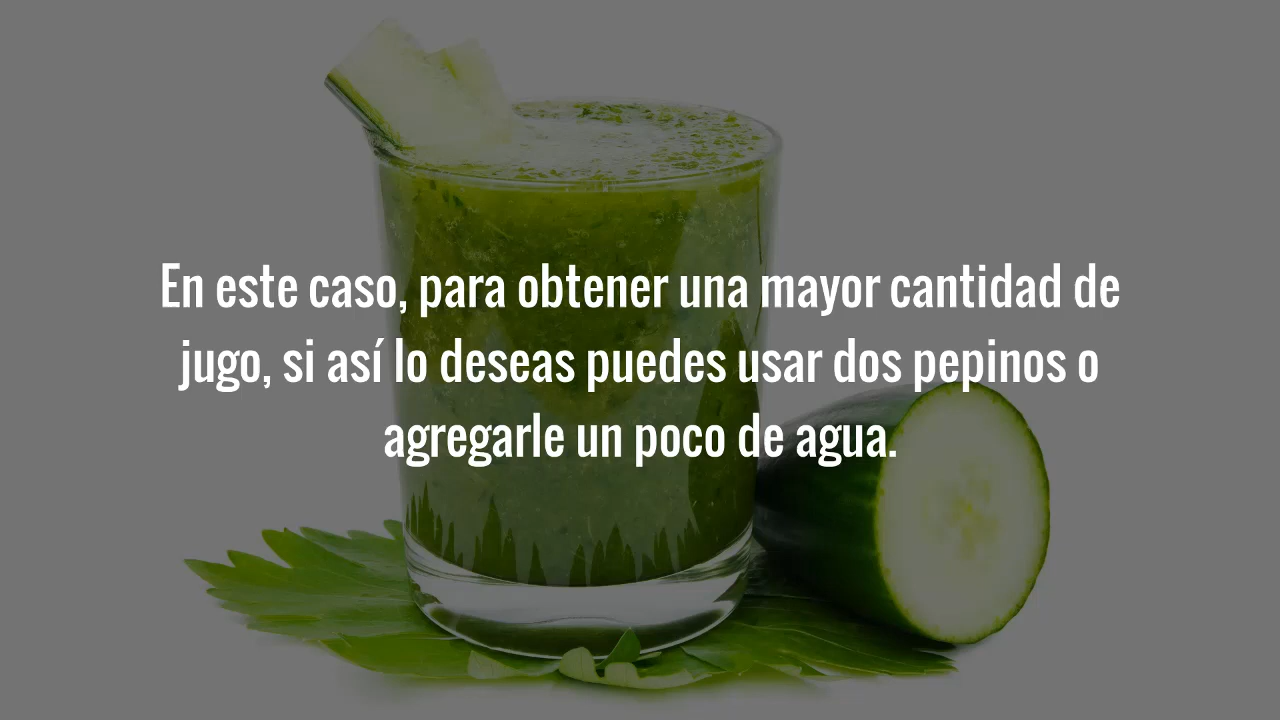 En este caso, para obtener una mayor cantidad de
jugo, si así lo deseas puedes usar dos pepinos o
agregarle un poco de agua.